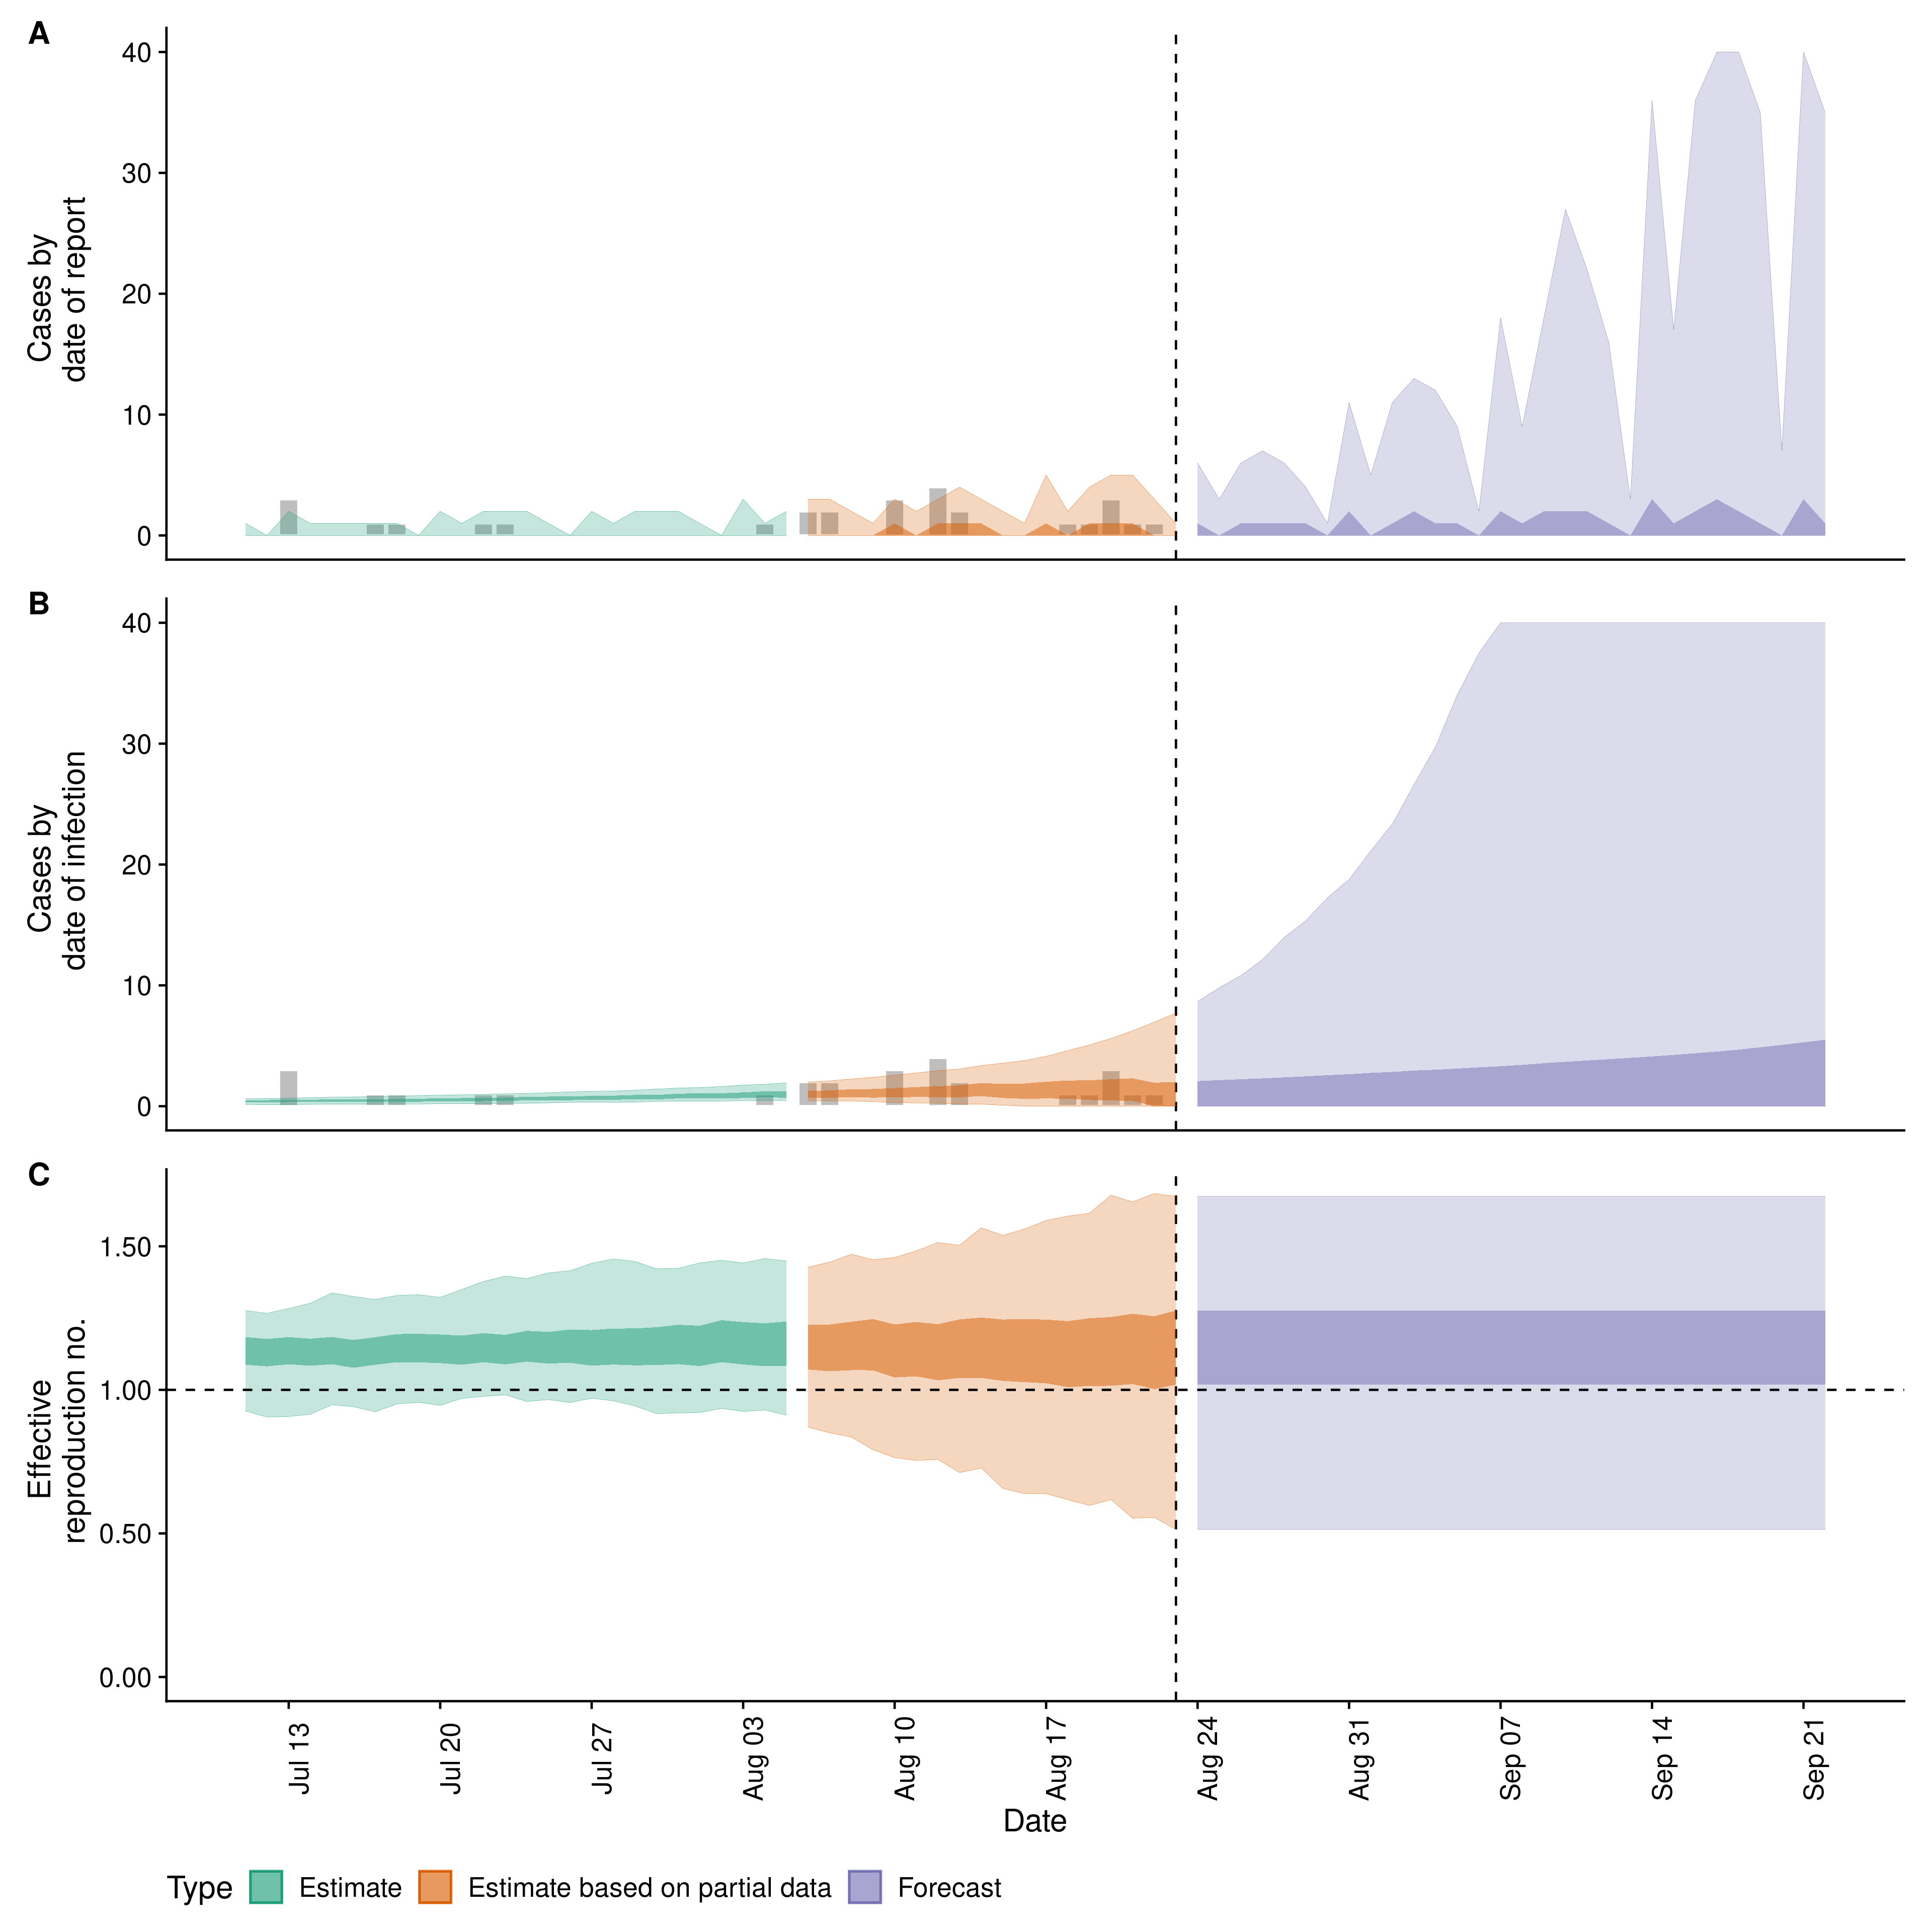 A
40
30
20
10
0
Cases by
date of report
B
40
30
20
10
0
Cases by
date of infection
C
1.50
1.00
0.50
0.00
Effective
reproduction no.
Jul 13
Jul 20
Jul 27
Aug 03
Aug 10
Aug 17
Aug 24
Aug 31
Sep 07
Sep 14
Sep 21
Date
Type Estimate Estimate based on partial data Forecast